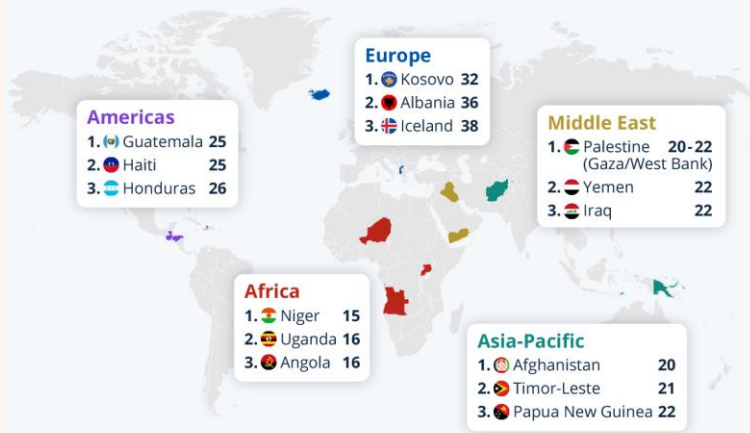 Europe
1. Kosovo 32
2. Albania 36
3. Iceland 38
Americas
1. Guatemala 25
2. Haiti 25
3. Honduras 26
Middle East
1. Palestine 20-22
(Gaza/West Bank)
2. Yemen 22
3. Iraq 22
Africa
1. Niger 15
2. Uganda 16
3. Angola 16
Asia-Pacific
1. Afghanistan 20
2. Timor-Leste 21
3. Papua New Guinea 22